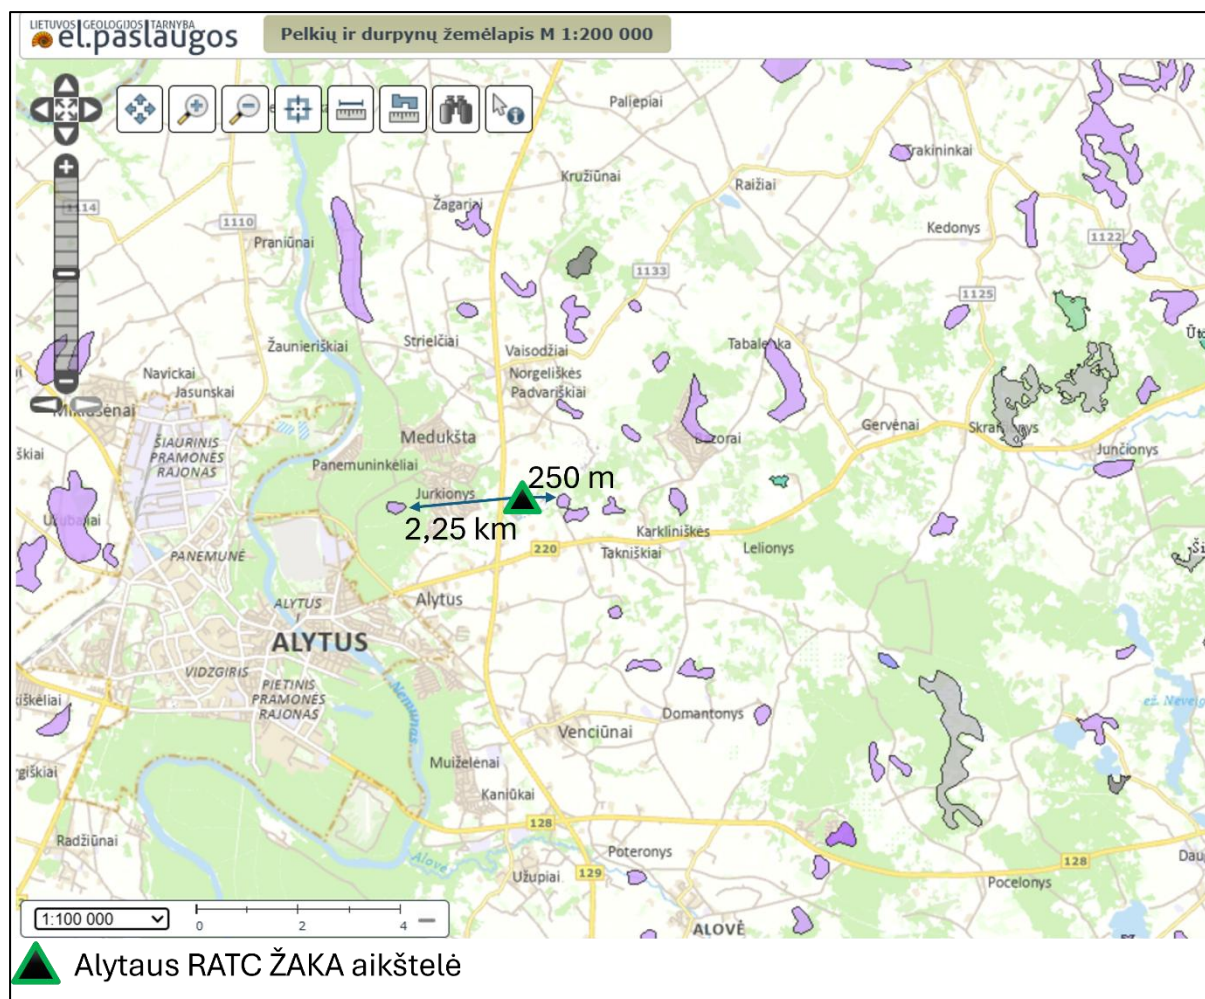 LIETUVOS GEOLOGIJOS TARNYBA
el.paslaugos
Pelkių ir durpynų žemėlapis M 1:200 000
Paliepiai
Trakininkai
Kružiūnai
Raižiai
1114
Žagariai
1110
Kedonys
1122
Praniūnai
1133
1125
Žaunieriškiai
Strielčiai
Vaisodžiai
Tabalenka
Navickai
Jasunskai
Norgeliškės
Padvariškiai
Miklusėnai
ŠIAURINIS
PRAMONĖS
RAJONAS
Medukšta
Gervėnai
Junčionys
Panemuninkėliai
Jurkionys
250 m
2,25 km
Karkliniškės
PANEMUNĖ
220
Takniškiai
Lelionys
ALYTUS
I
Alytus
ALYTUS
VIDZGIRIS
PIETINIS
PRAMONĖS
RAJONAS
Nemunas
Domantonys
Venciūnai
Muiželėnai
Kaniūkai
128
Radžiūnai
Alovė
Poteronys
128
Užupiai
129
Pocelonys
ALOVĖ
1:100 000
0 2 4
Alytaus RATC ŽAKA aikštelė